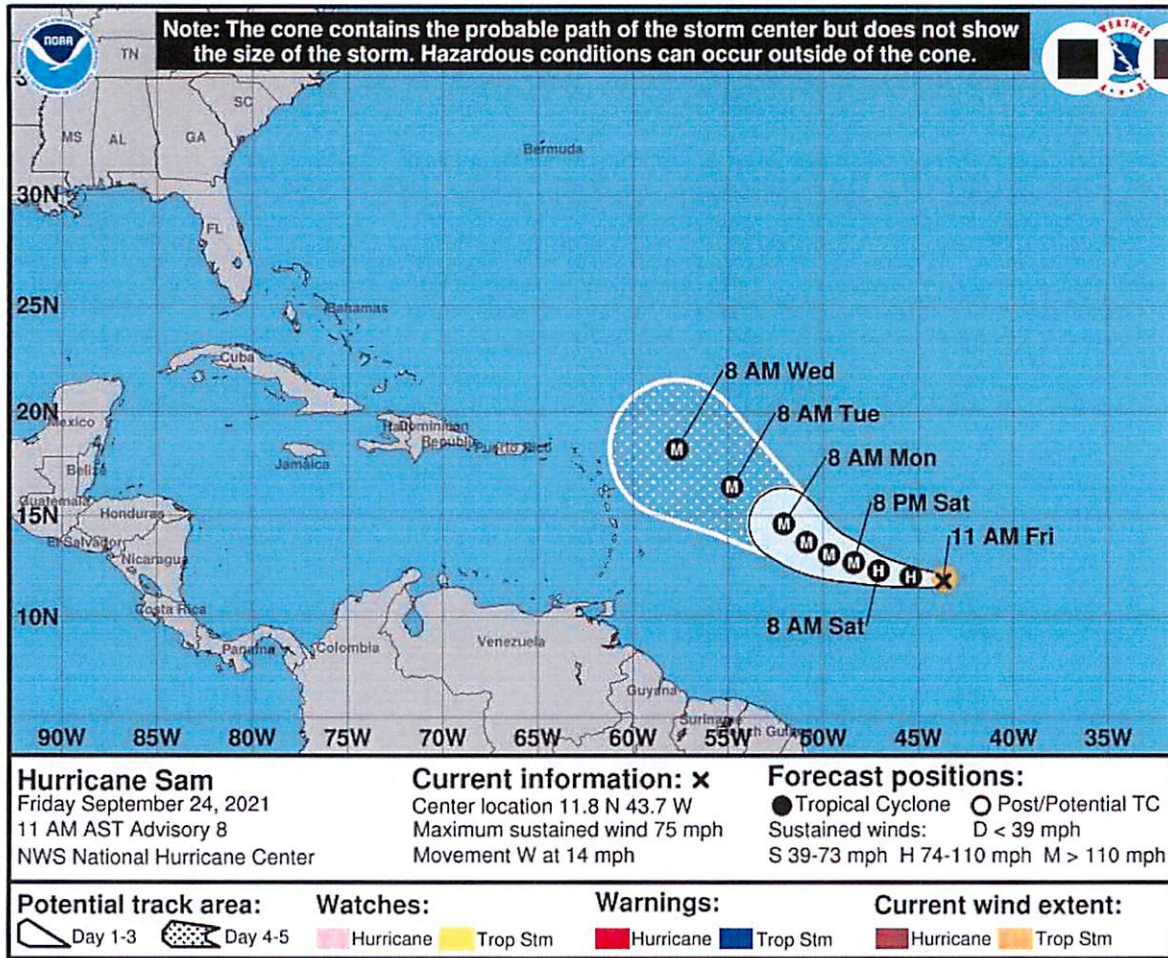 Note: The cone contains the probable path of the storm center but does not show
the size of the storm. Hazardous conditions can occur outside of the cone.
NOAA
WEATHER
TN
SC
MS
AL
GA
Bermuda
30N
FL
25N
Bahamas
Cuba
8 AM Wed
20N
8 AM Tue
Mexico
Dominican
Republic
Puerto Rico
Jamaica
Belize
M
M
8 AM Mon
Guatemala
15N
Honduras
M
8 PM Sat
El Salvador
M
M
M
11 AM Fri
Nicaragua
H
H
Costa Rica
10N
8 AM Sat
Panama
Colombia
Venezuela
Guyana
Suriname
90W 85W 80W 75W 70W 65W 60W 55W 50W 45W 40W 35W
Hurricane Sam
Friday September 24, 2021
11 AM AST Advisory 8
NWS National Hurricane Center
Current information: ×
Center location 11.8 N 43.7 W
Maximum sustained wind 75 mph
Movement W at 14 mph
Forecast positions:
Tropical Cyclone Post/Potential TC
Sustained winds: D < 39 mph
S 39-73 mph H 74-110 mph M > 110 mph
Potential track area:
Day 1-3 Day 4-5
Watches:
Hurricane Trop Stm
Warnings:
Hurricane Trop Stm
Current wind extent:
Hurricane Trop Stm